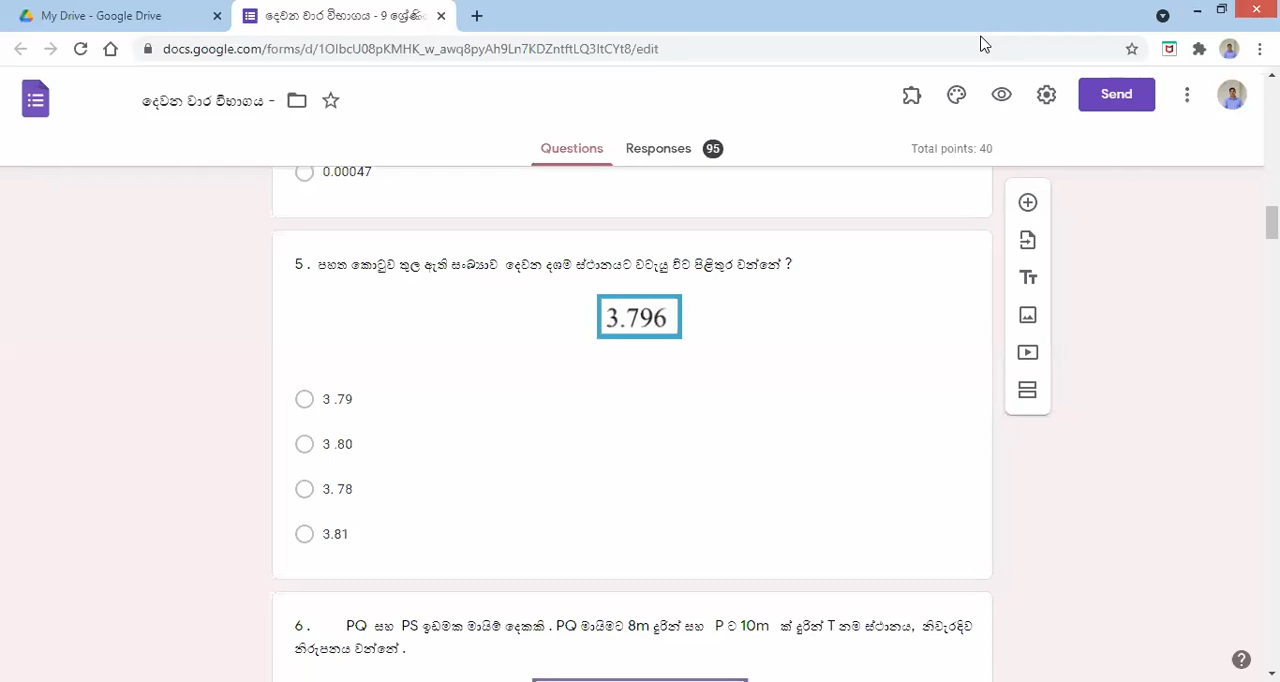 My Drive - Google Drive
දෙවන වාර විභාගය - 9 ශ්‍රේණිය
docs.google.com/forms/d/1OlbcU08pKMHK_w_awq8pyAh9Ln7KDZntftLQ3ltCYt8/edit
දෙවන වාර විභාගය -
Send
Questions
Responses 95
Total points: 40
0.00047
5 . පහත කොටුව තුල ඇති සංඛ්‍යාව දෙවන දශම ස්ථානයට වටැයු විට පිළිතුර වන්නේ ?
3.796
3 .79
3 .80
3. 78
3.81
6 . PQ සහ PS ඉඩමක මායිම් දෙකකි . PQ මායිමට 8m දුරින් සහ P ට 10m ක් දුරින් T නම් ස්ථානය, නිවැරදිව
නිරූපනය වන්නේ .